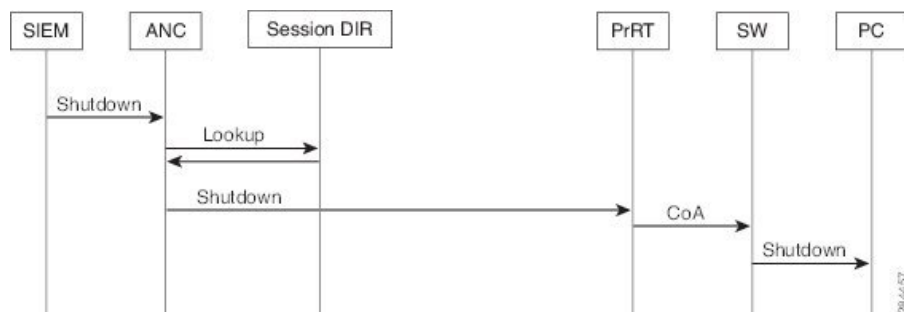 SIEM
ANC
Session DIR
PrRT
SW
PC
Shutdown
Lookup
Shutdown
CoA
Shutdown